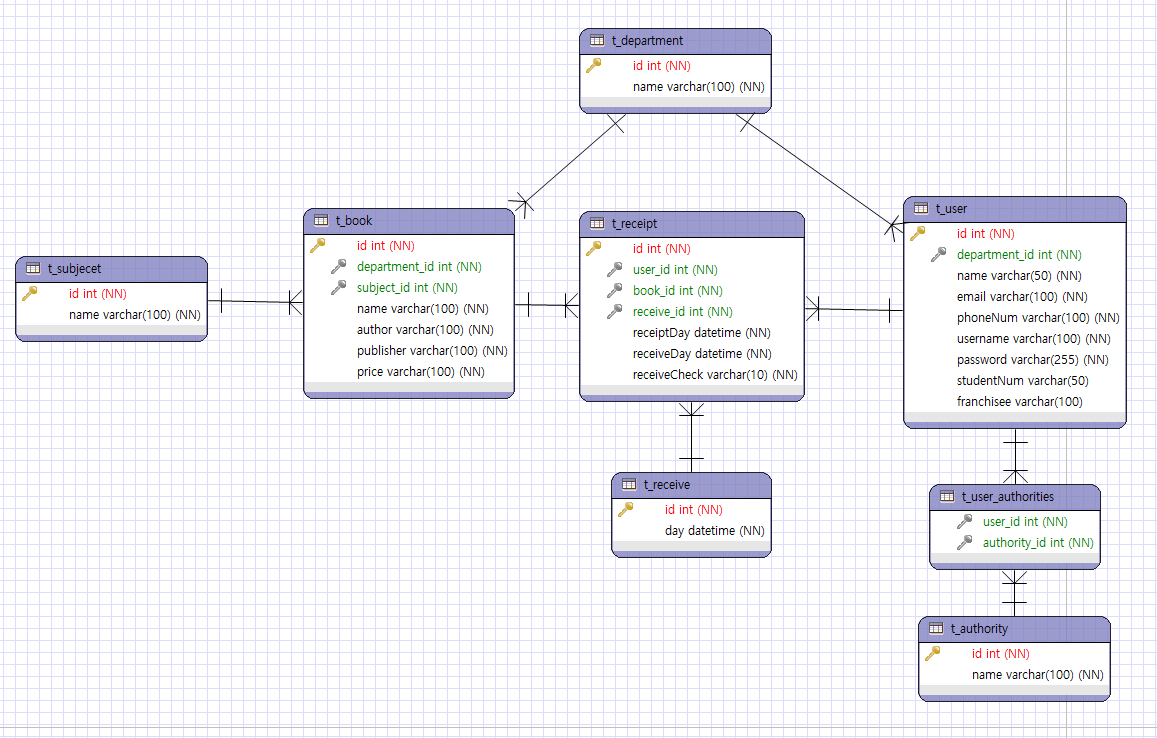 t_department
id int (NN)
name varchar(100) (NN)
t_subjecet
id int (NN)
name varchar(100) (NN)
t_book
id int (NN)
department_id int (NN)
subject_id int (NN)
name varchar(100) (NN)
author varchar(100) (NN)
publisher varchar(100) (NN)
price varchar(100) (NN)
t_receipt
id int (NN)
user_id int (NN)
book_id int (NN)
receive_id int (NN)
receiptDay datetime (NN)
receiveDay datetime (NN)
receiveCheck varchar(10) (NN)
t_user
id int (NN)
department_id int (NN)
name varchar(50) (NN)
email varchar(100) (NN)
phoneNum varchar(100) (NN)
username varchar(100) (NN)
password varchar(255) (NN)
studentNum varchar(50)
franchisee varchar(100)
t_receive
id int (NN)
day datetime (NN)
t_user_authorities
user_id int (NN)
authority_id int (NN)
t_authority
id int (NN)
name varchar(100) (NN)